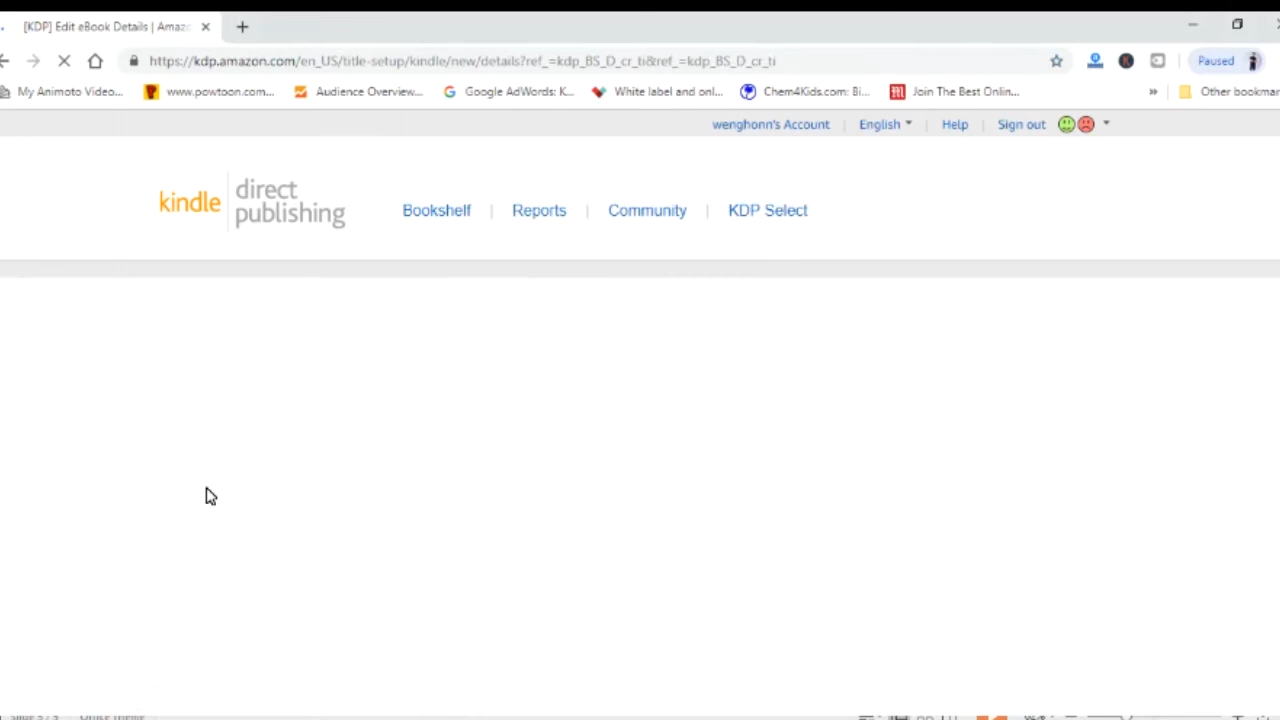 [KDP] Edit eBook Details | Amaz
https://kdp.amazon.com/en_US/title-setup/kindle/new/details?ref_=kdp_BS_D_cr_ti&ref_=kdp_BS_D_cr_ti
Paused
My Animoto Video... www.powtoon.com... Audience Overview... Google AdWords: K... White label and onl... Chem4Kids.com: Bi... Join The Best Onlin... » Other bookmar
wenghonn's Account | English | Help | Sign out
kindle direct publishing
Bookshelf | Reports | Community | KDP Select